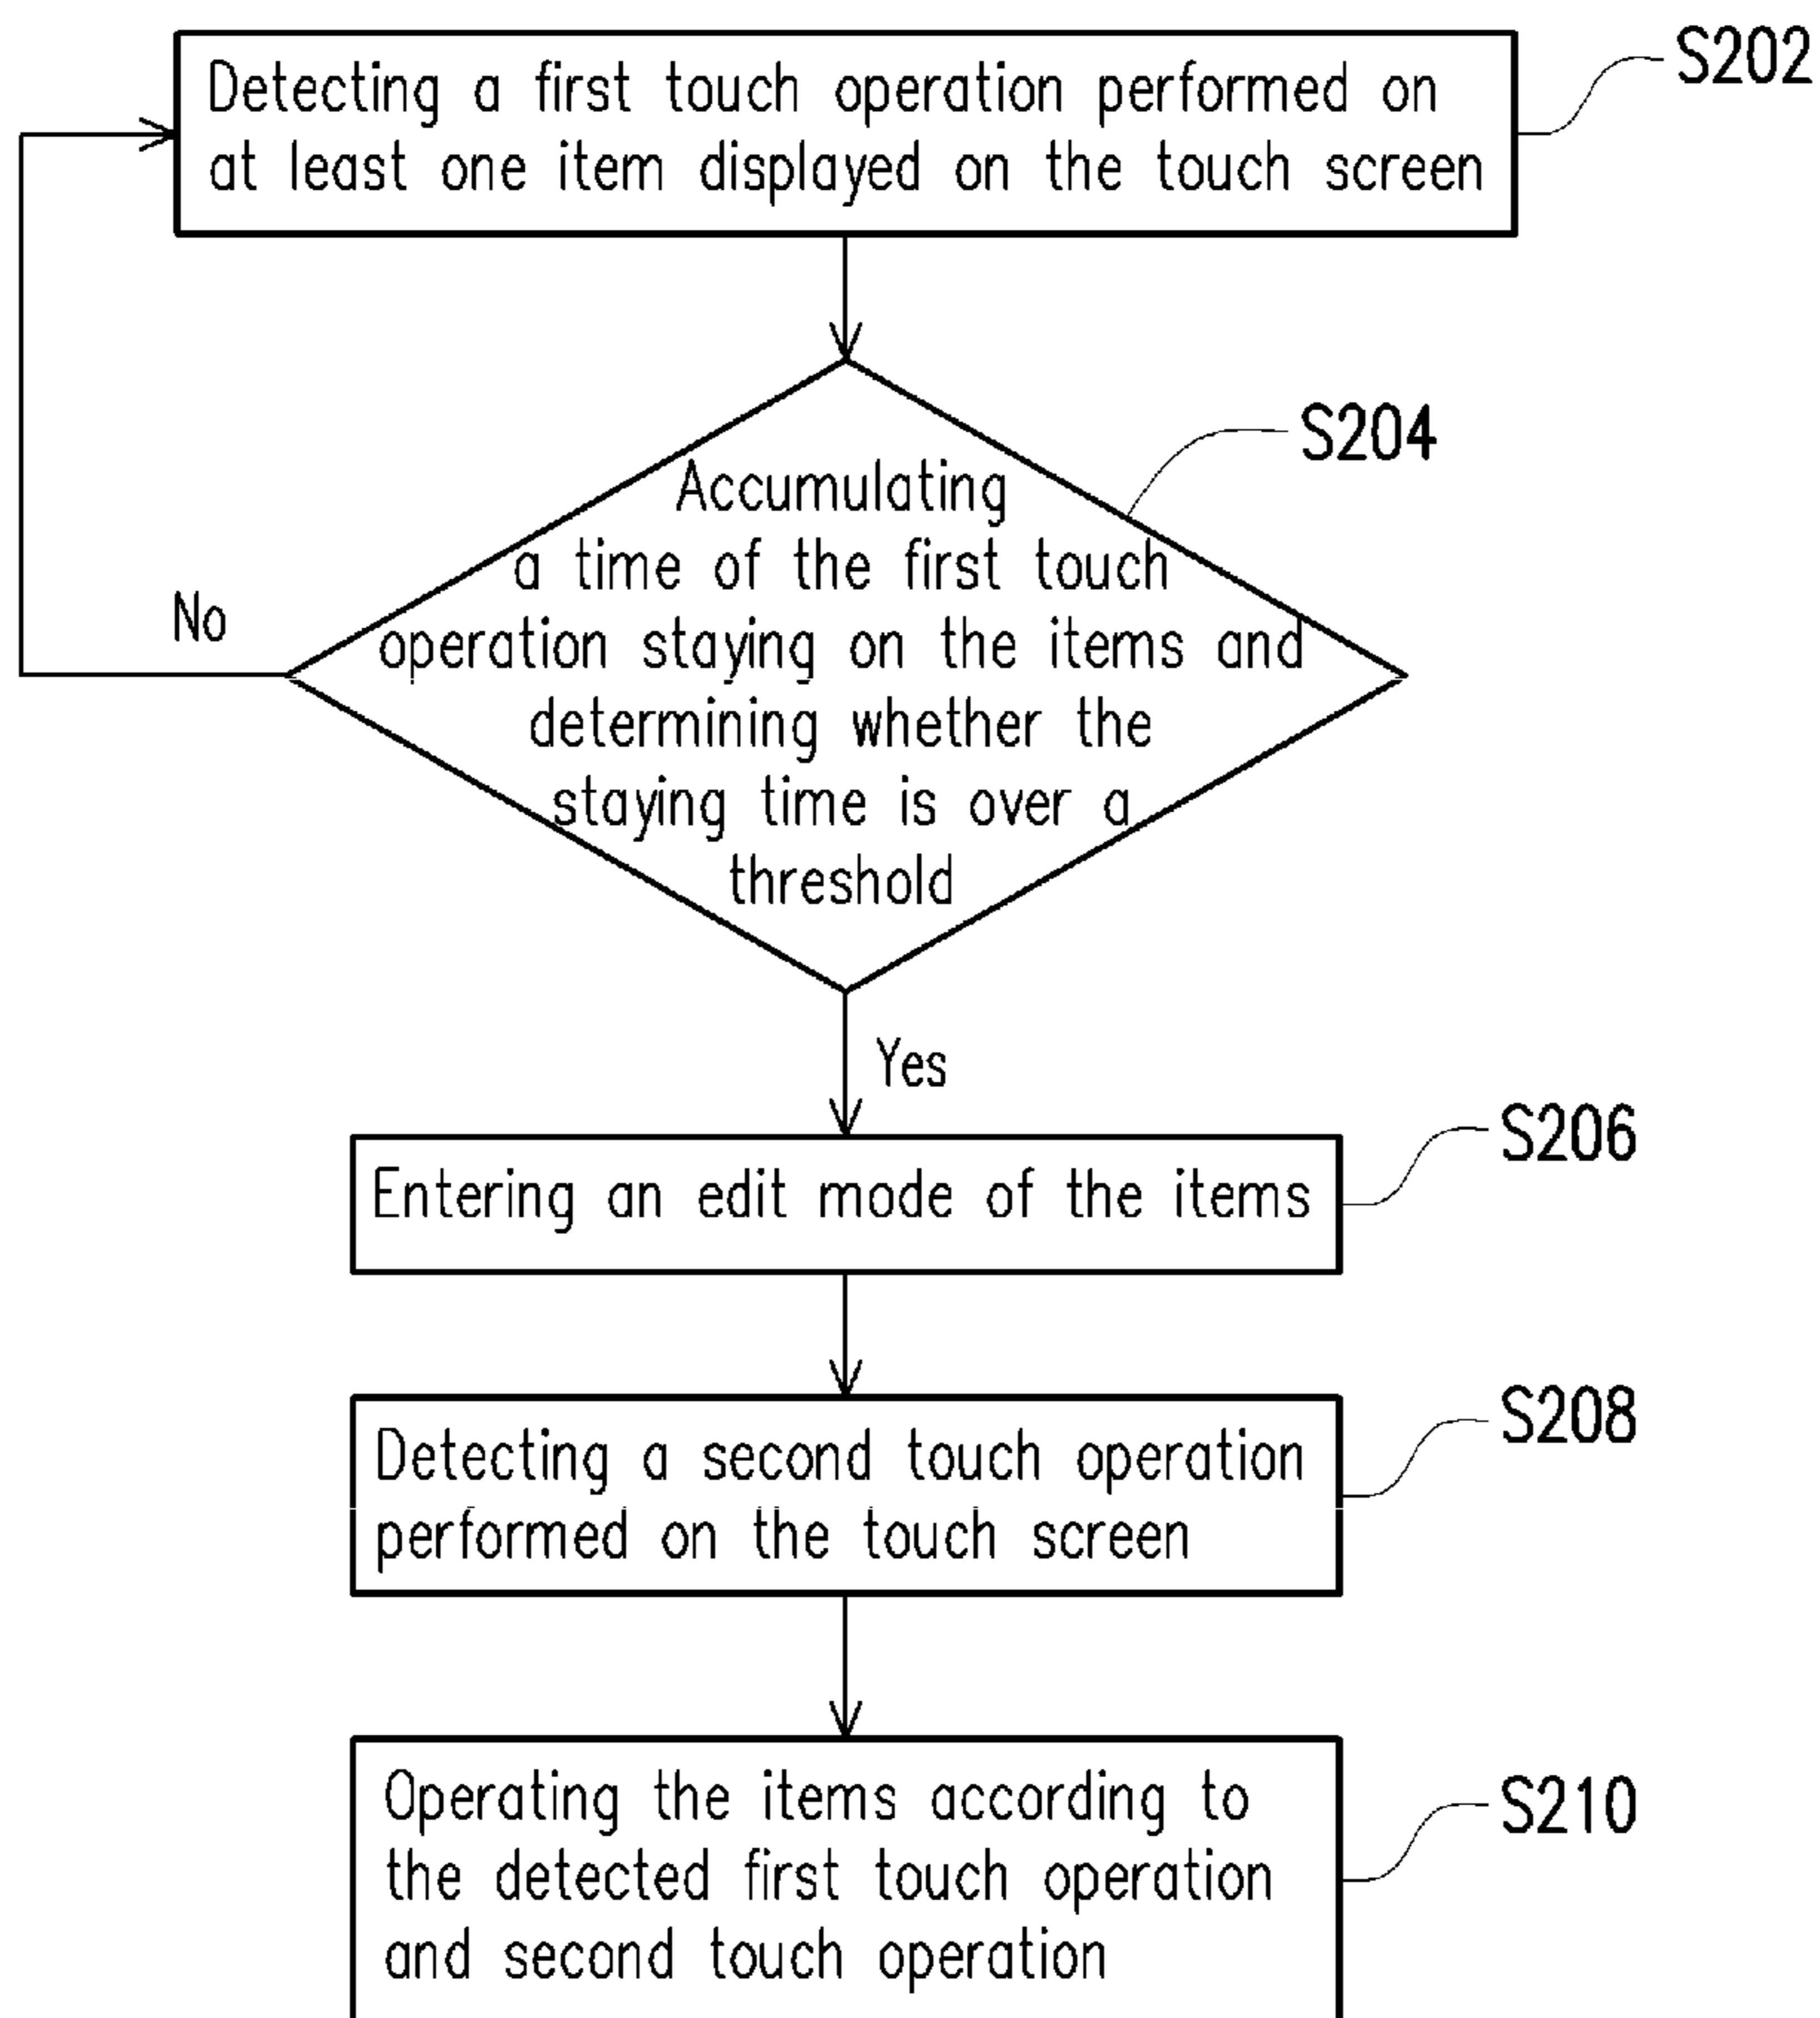 S202
Detecting a first touch operation performed on
at least one item displayed on the touch screen
S204
Accumulating
a time of the first touch
operation staying on the items and
determining whether the
staying time is over a
threshold
No
Yes
S206
Entering an edit mode of the items
S208
Detecting a second touch operation
performed on the touch screen
S210
Operating the items according to
the detected first touch operation
and second touch operation